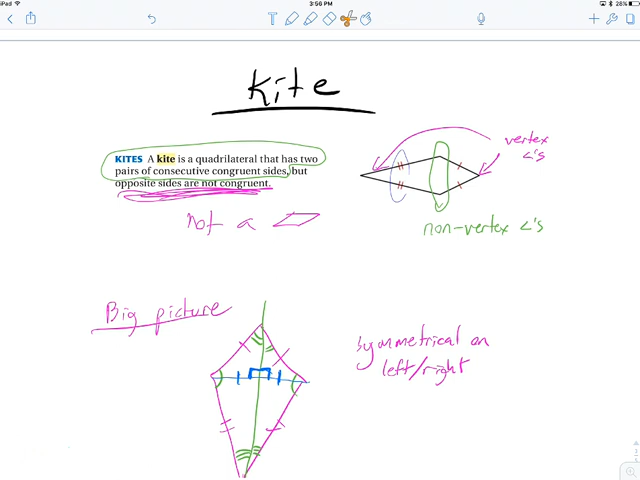 iPad
3:56 PM
28%
Kite
KITES A kite is a quadrilateral that has two
pairs of consecutive congruent sides, but
opposite sides are not congruent.
not a
vertex
<'s
non-vertex <'s
Big picture
Symmetrical on
left/right